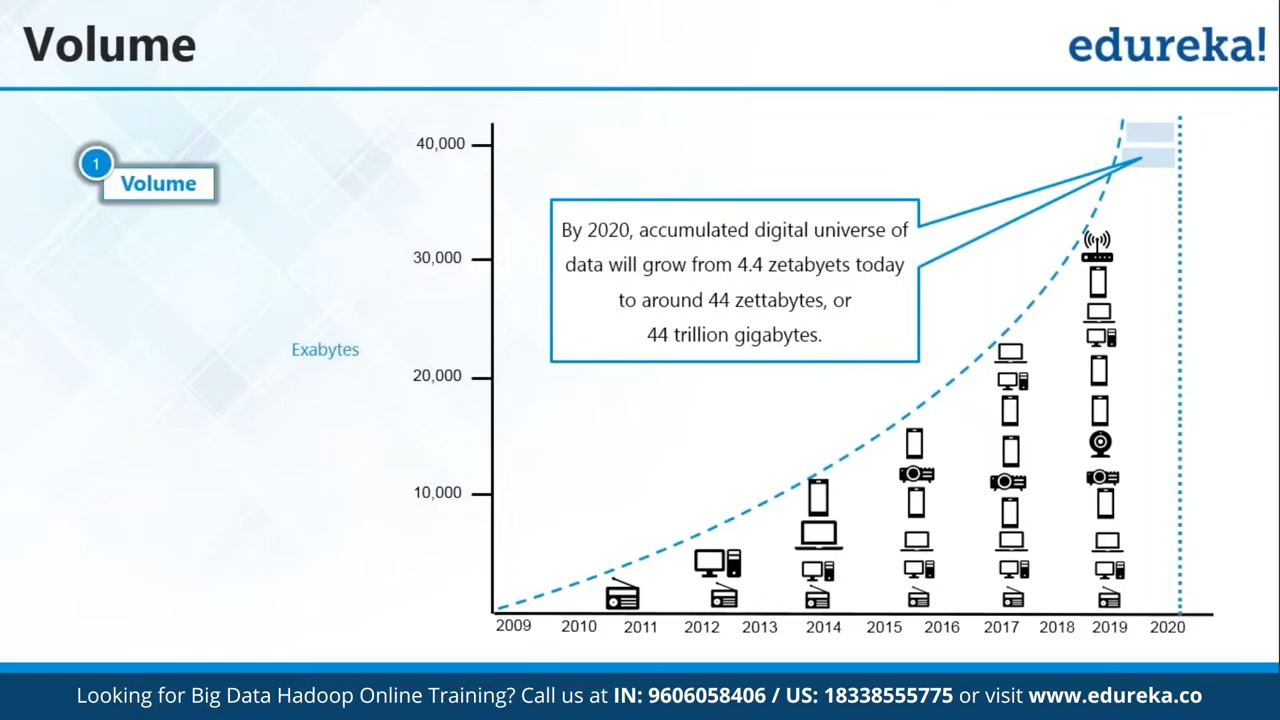 Volume
edureka!
1
Volume
40,000
30,000
20,000
10,000
Exabytes
By 2020, accumulated digital universe of
data will grow from 4.4 zetabyets today
to around 44 zettabytes, or
44 trillion gigabytes.
2009 2010 2011 2012 2013 2014 2015 2016 2017 2018 2019 2020
Looking for Big Data Hadoop Online Training? Call us at IN: 9606058406 / US: 18338555775 or visit www.edureka.co